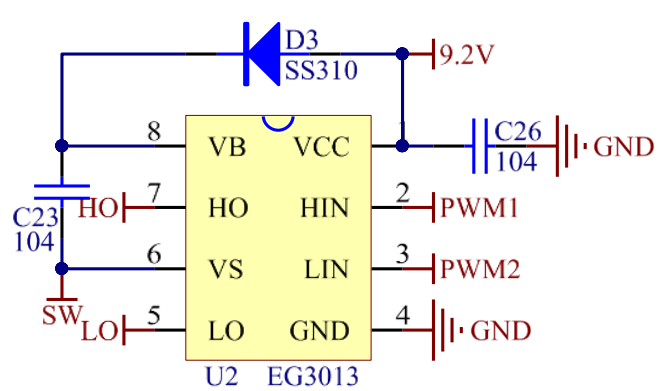 D3
SS310
9.2V
8 VB VCC
C26
104
GND
C23
104
HO 7 HO HIN 2 PWM1
6 VS LIN 3 PWM2
SW
LO 5 LO GND 4 GND
U2 EG3013